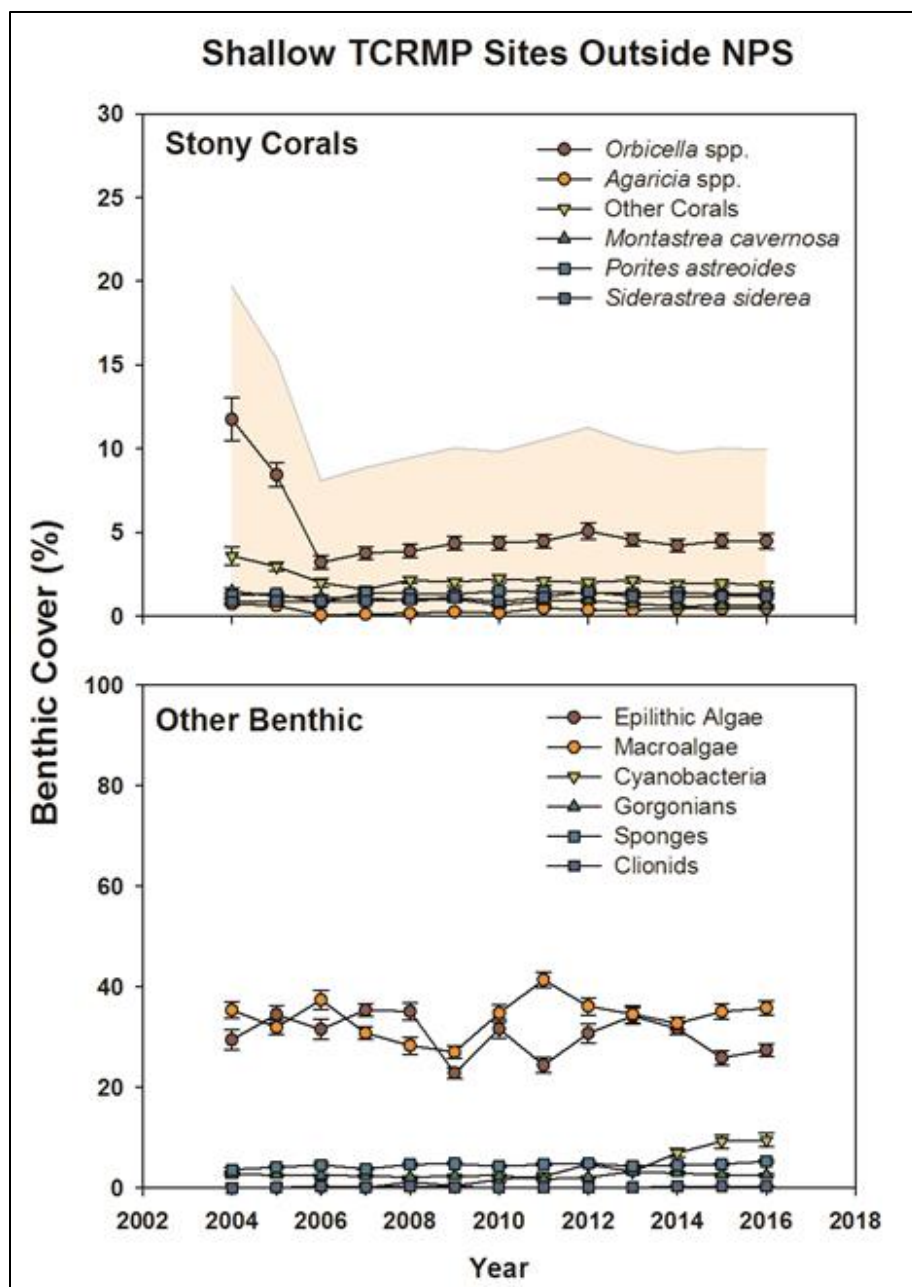 Shallow TCRMP Sites Outside NPS
Stony Corals
Orbicella spp.
Agaricia spp.
Other Corals
Montastrea cavernosa
Porites astreoides
Siderastrea siderea
30
25
20
15
10
5
0
Benthic Cover (%)
Other Benthic
Epilithic Algae
Macroalgae
Cyanobacteria
Gorgonians
Sponges
Clionids
100
80
60
40
20
0
2002 2004 2006 2008 2010 2012 2014 2016 2018
Year